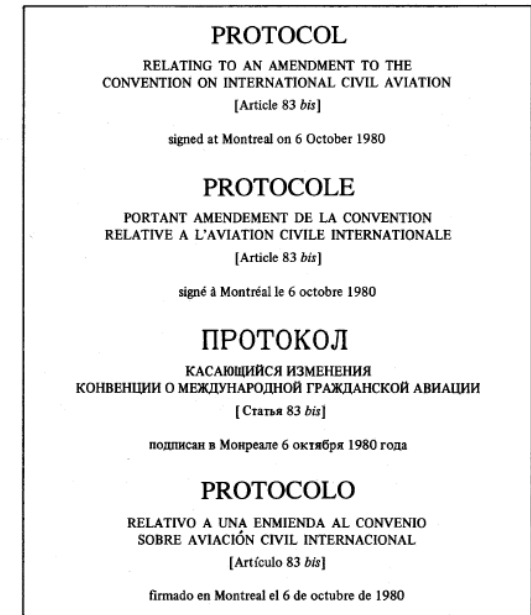 PROTOCOL
RELATING TO AN AMENDMENT TO THE
CONVENTION ON INTERNATIONAL CIVIL AVIATION
[Article 83 bis]
signed at Montreal on 6 October 1980
PROTOCOLE
PORTANT AMENDEMENT DE LA CONVENTION
RELATIVE A L'AVIATION CIVILE INTERNATIONALE
[Article 83 bis]
signé à Montréal le 6 octobre 1980
ПРОТОКОЛ
КАСАЮЩИЙСЯ ИЗМЕНЕНИЯ
КОНВЕНЦИИ О МЕЖДУНАРОДНОЙ ГРАЖДАНСКОЙ АВИАЦИИ
[Статья 83 bis]
подписан в Монреале 6 октября 1980 года
PROTOCOLO
RELATIVO A UNA ENMIENDA AL CONVENIO
SOBRE AVIACIÓN CIVIL INTERNACIONAL
[Artículo 83 bis]
firmado en Montreal el 6 de octubre de 1980